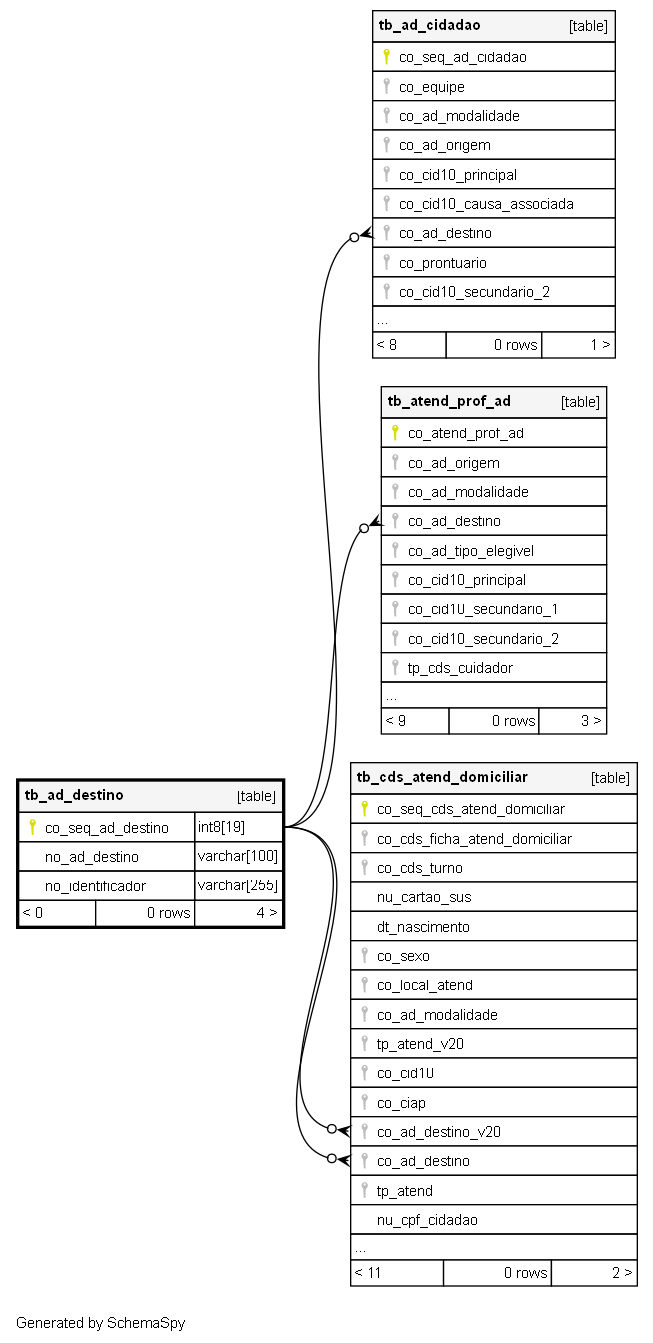 tb_ad_cidadao [table]
co_seq_ad_cidadao
co_equipe
co_ad_modalidade
co_ad_origem
co_cid10_principal
co_cid10_causa_associada
co_ad_destino
co_prontuario
co_cid10_secundario_2
...
< 8 0 rows 1 >
tb_atend_prof_ad [table]
co_atend_prof_ad
co_ad_origem
co_ad_modalidade
co_ad_destino
co_ad_tipo_elegivel
co_cid10_principal
co_cid10_secundario_1
co_cid10_secundario_2
tp_cds_cuidador
...
< 9 0 rows 3 >
tb_ad_destino [table]
co_seq_ad_destino int8[19]
no_ad_destino varchar[100]
no_identificador varchar[255]
< 0 0 rows 4 >
tb_cds_atend_domiciliar [table]
co_seq_cds_atend_domiciliar
co_cds_ficha_atend_domiciliar
co_cds_turno
nu_cartao_sus
dt_nascimento
co_sexo
co_local_atend
co_ad_modalidade
tp_atend_v20
co_cid10
co_ciap
co_ad_destino_v20
co_ad_destino
tp_atend
nu_cpf_cidadao
...
< 11 0 rows 2 >
Generated by SchemaSpy